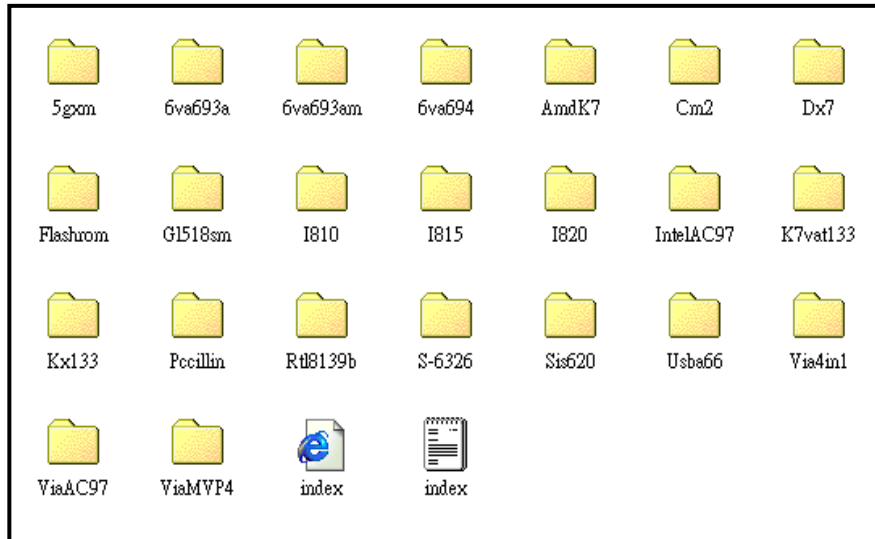 5gxm 6va693a 6va693am 6va694 AmdK7 Cm2 Dx7
Flashrom Gl518sm I810 I815 I820 IntelAC97 K7vat133
Kx133 Pccillin Rtl8139b S-6326 Sis620 Usba66 Via4in1
ViaAC97 ViaMVP4 index index